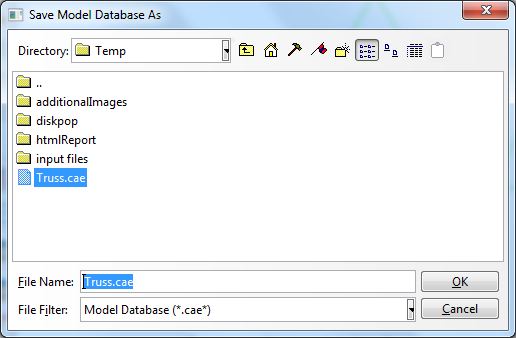 Save Model Database As
Directory: Temp
..
additionalImages
diskpop
htmlReport
input files
Truss.cae
File Name: Truss.cae OK
File Filter: Model Database (*.cae*) Cancel